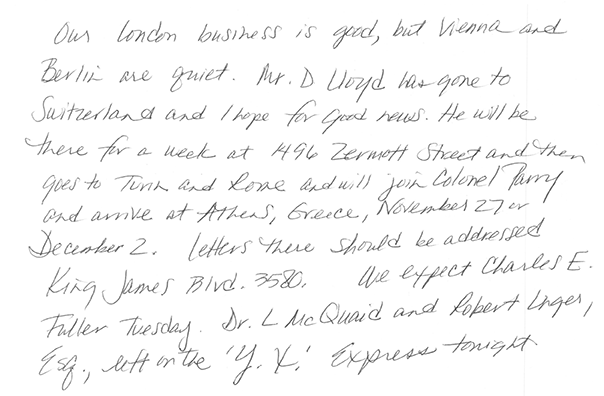 Our London business is good, but Vienna and
Berlin are quiet. Mr. D Lloyd has gone to
Switzerland and I hope for good news. He will be
there for a week at 1496 Zermott Street and then
goes to Turin and Rome and will join Colonel Parry
and arrive at Athens, Greece, November 27 or
December 2. Letters there should be addressed
King James Blvd. 3580. We expect Charles E.
Fuller Tuesday. Dr. L McQuaid and Robert Unger,
Esq., left on the 'Y. X.' Express tonight